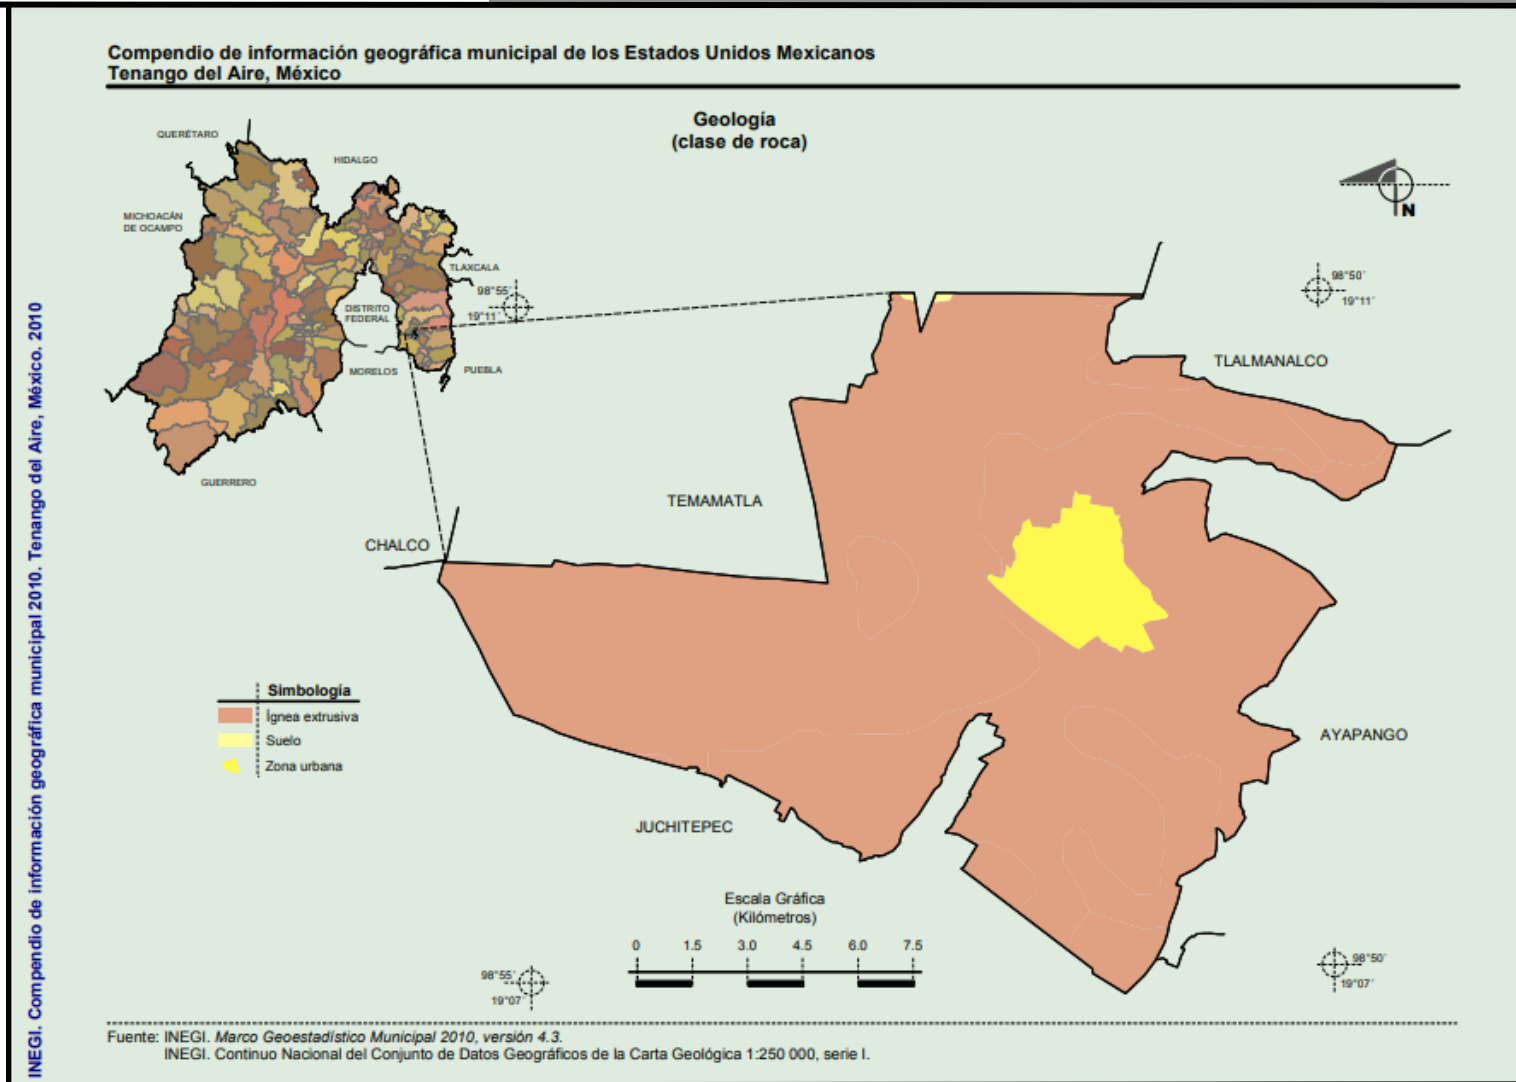 Compendio de información geográfica municipal de los Estados Unidos Mexicanos
Tenango del Aire, México
Geología
(clase de roca)
QUERÉTARO
HIDALGO
MICHOACÁN
DE OCAMPO
TLAXCALA
DISTRITO
FEDERAL
MORELOS
PUEBLA
GUERRERO
N
98°55´
19°11´
98°50´
19°11´
TLALMANALCO
TEMAMATLA
CHALCO
AYAPANGO
JUCHITEPEC
Simbología
Ígnea extrusiva
Suelo
Zona urbana
Escala Gráfica
(Kilómetros)
0 1.5 3.0 4.5 6.0 7.5
98°55´
19°07´
98°50´
19°07´
Fuente: INEGI. Marco Geoestadístico Municipal 2010, versión 4.3.
INEGI. Continuo Nacional del Conjunto de Datos Geográficos de la Carta Geológica 1:250 000, serie I.
INEGI. Compendio de información geográfica municipal 2010. Tenango del Aire, México. 2010